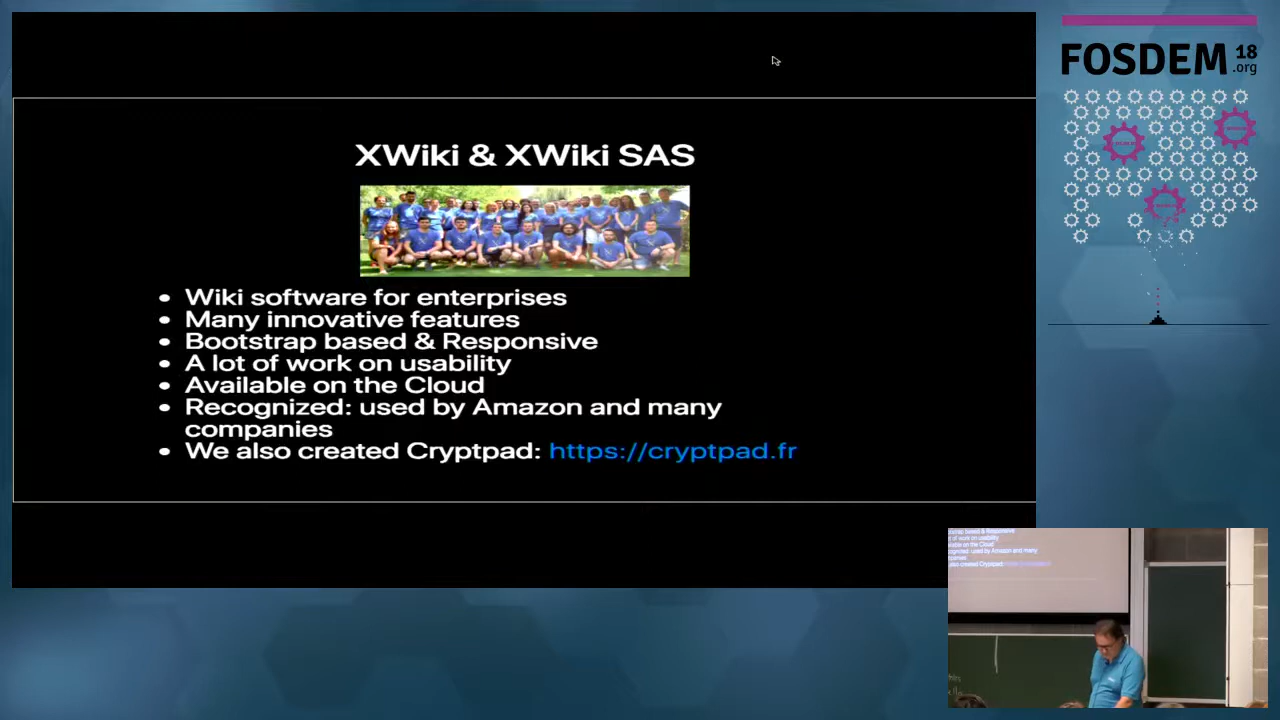 XWiki & XWiki SAS
• Wiki software for enterprises
• Many innovative features
• Bootstrap based & Responsive
• A lot of work on usability
• Available on the Cloud
• Recognized: used by Amazon and many
companies
• We also created Cryptpad: https://cryptpad.fr
FOSDEM 18
.org